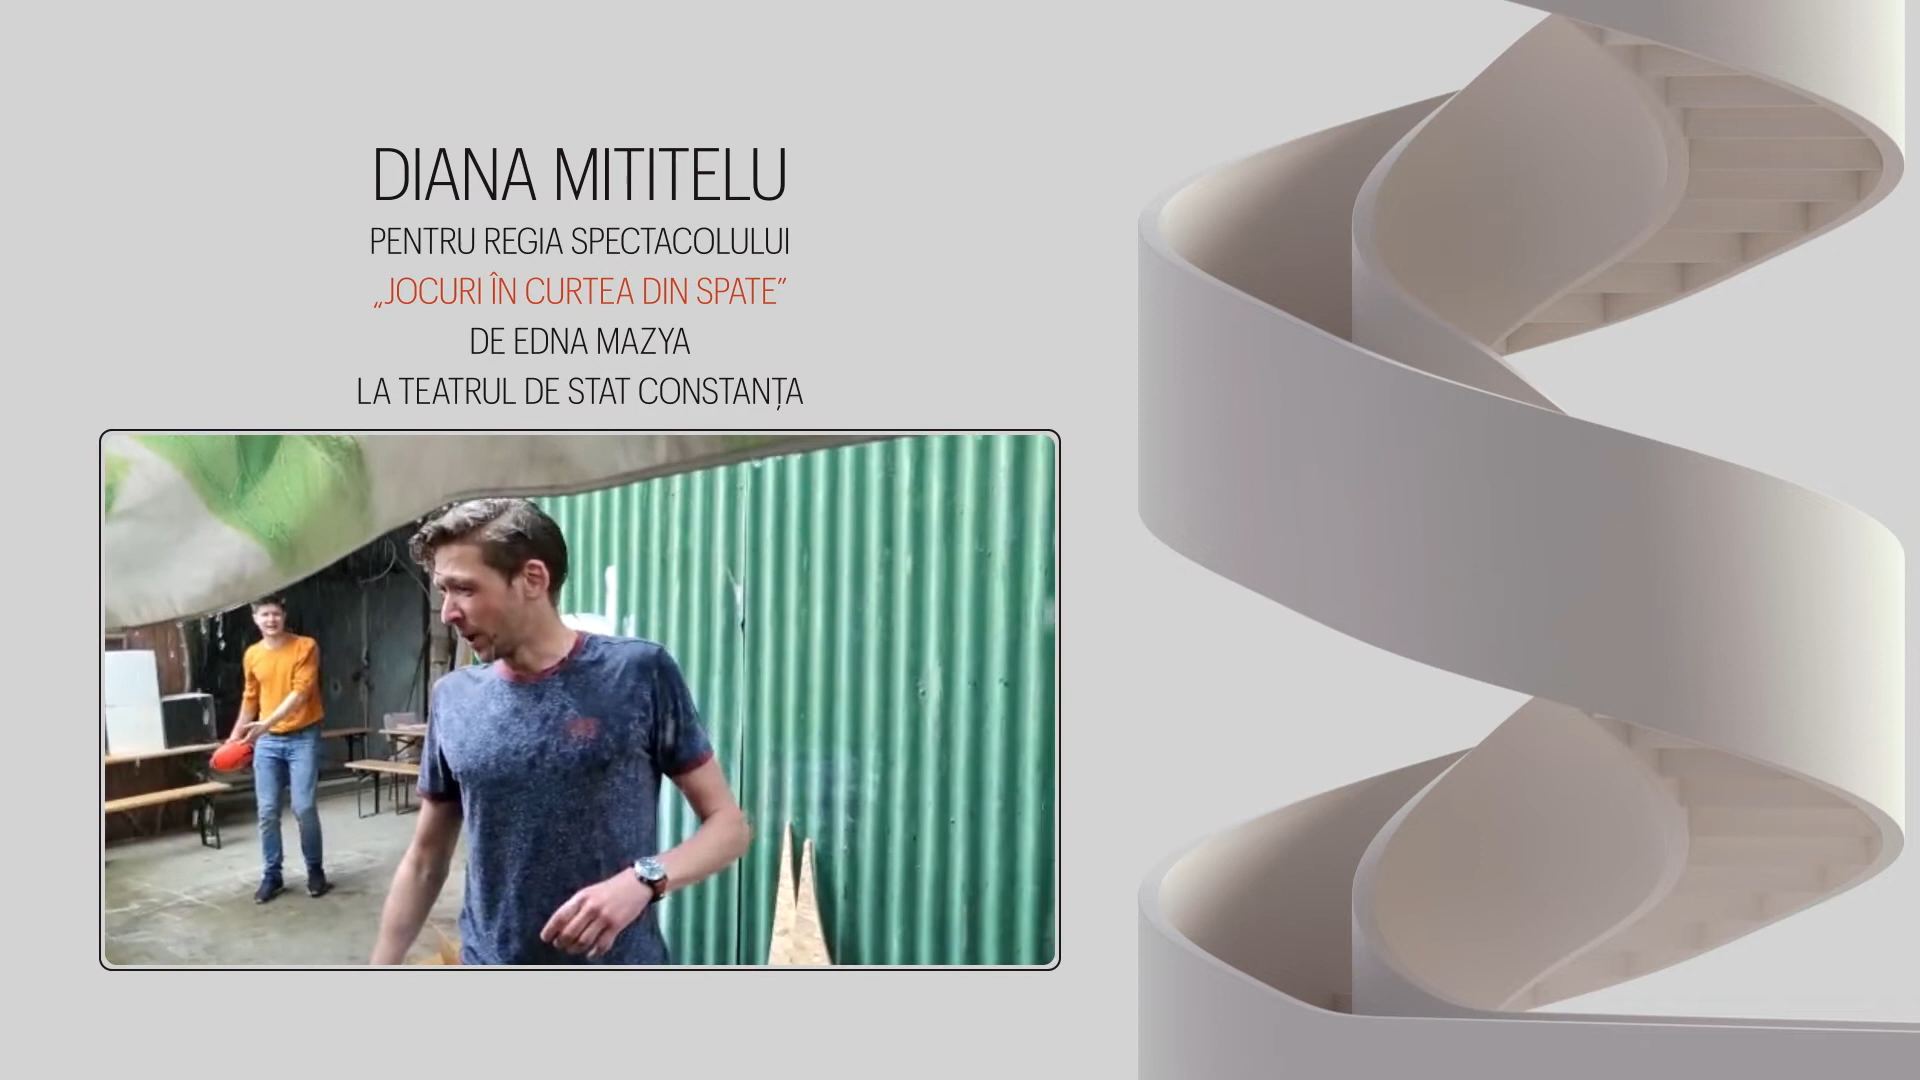 DIANA MITITELU
PENTRU REGIA SPECTACOLULUI
„JOCURI ÎN CURTEA DIN SPATE”
DE EDNA MAZYA
LA TEATRUL DE STAT CONSTANȚA